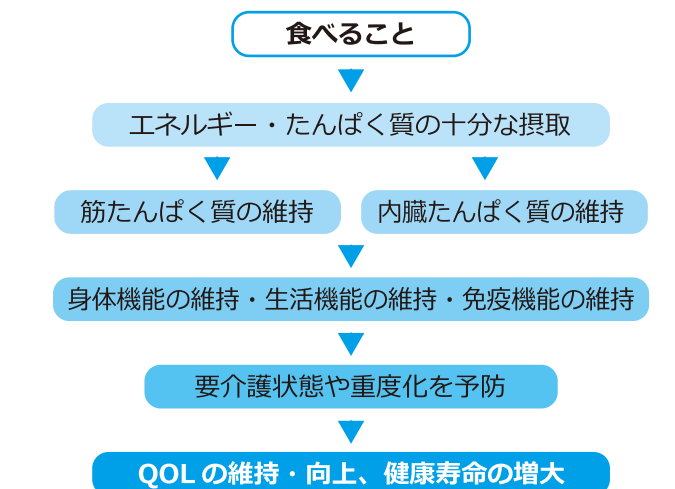 食べること
エネルギー・たんぱく質の十分な摂取
筋たんぱく質の維持
内臓たんぱく質の維持
身体機能の維持・生活機能の維持・免疫機能の維持
要介護状態や重度化を予防
QOLの維持・向上、健康寿命の増大